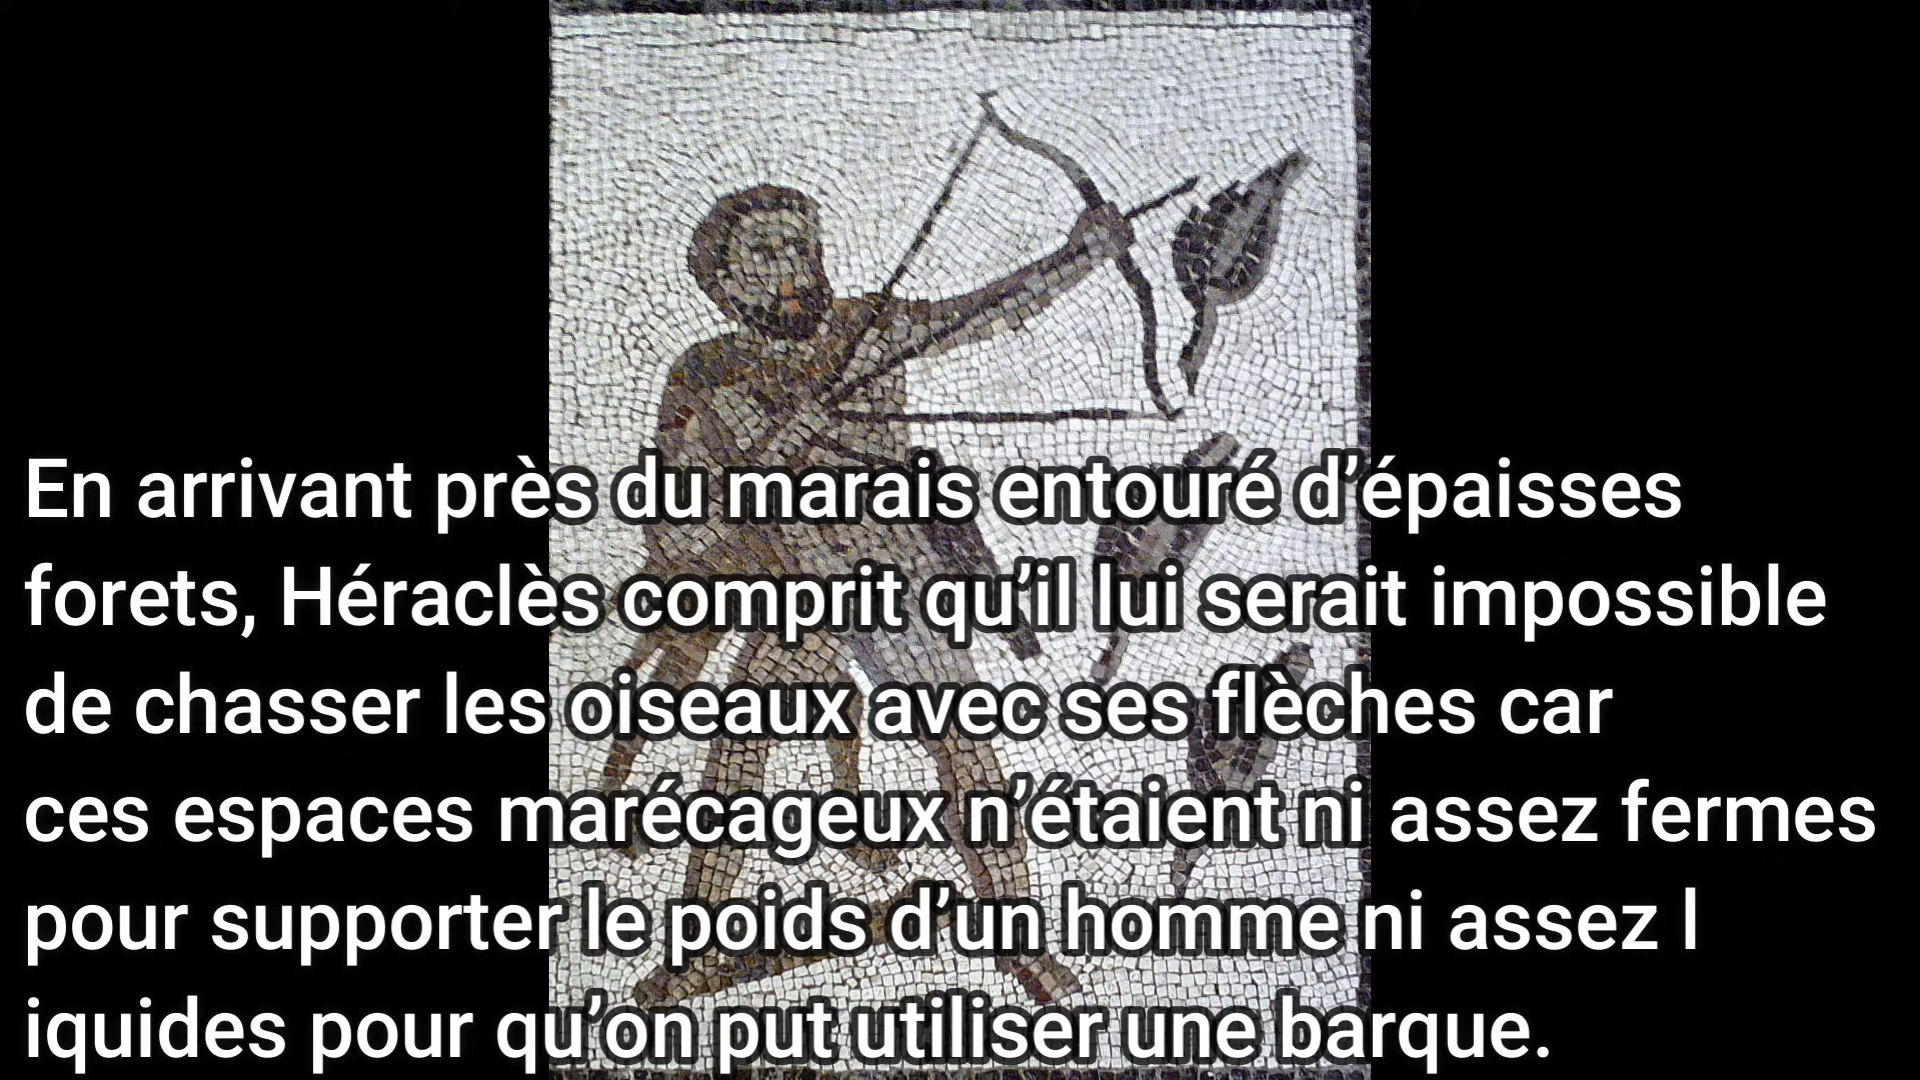 En arrivant près du marais entouré d’épaisses
forets, Héraclès comprit qu’il lui serait impossible
de chasser les oiseaux avec ses flèches car
ces espaces marécageux n’étaient ni assez fermes
pour supporter le poids d’un homme ni assez l
iquides pour qu’on put utiliser une barque.